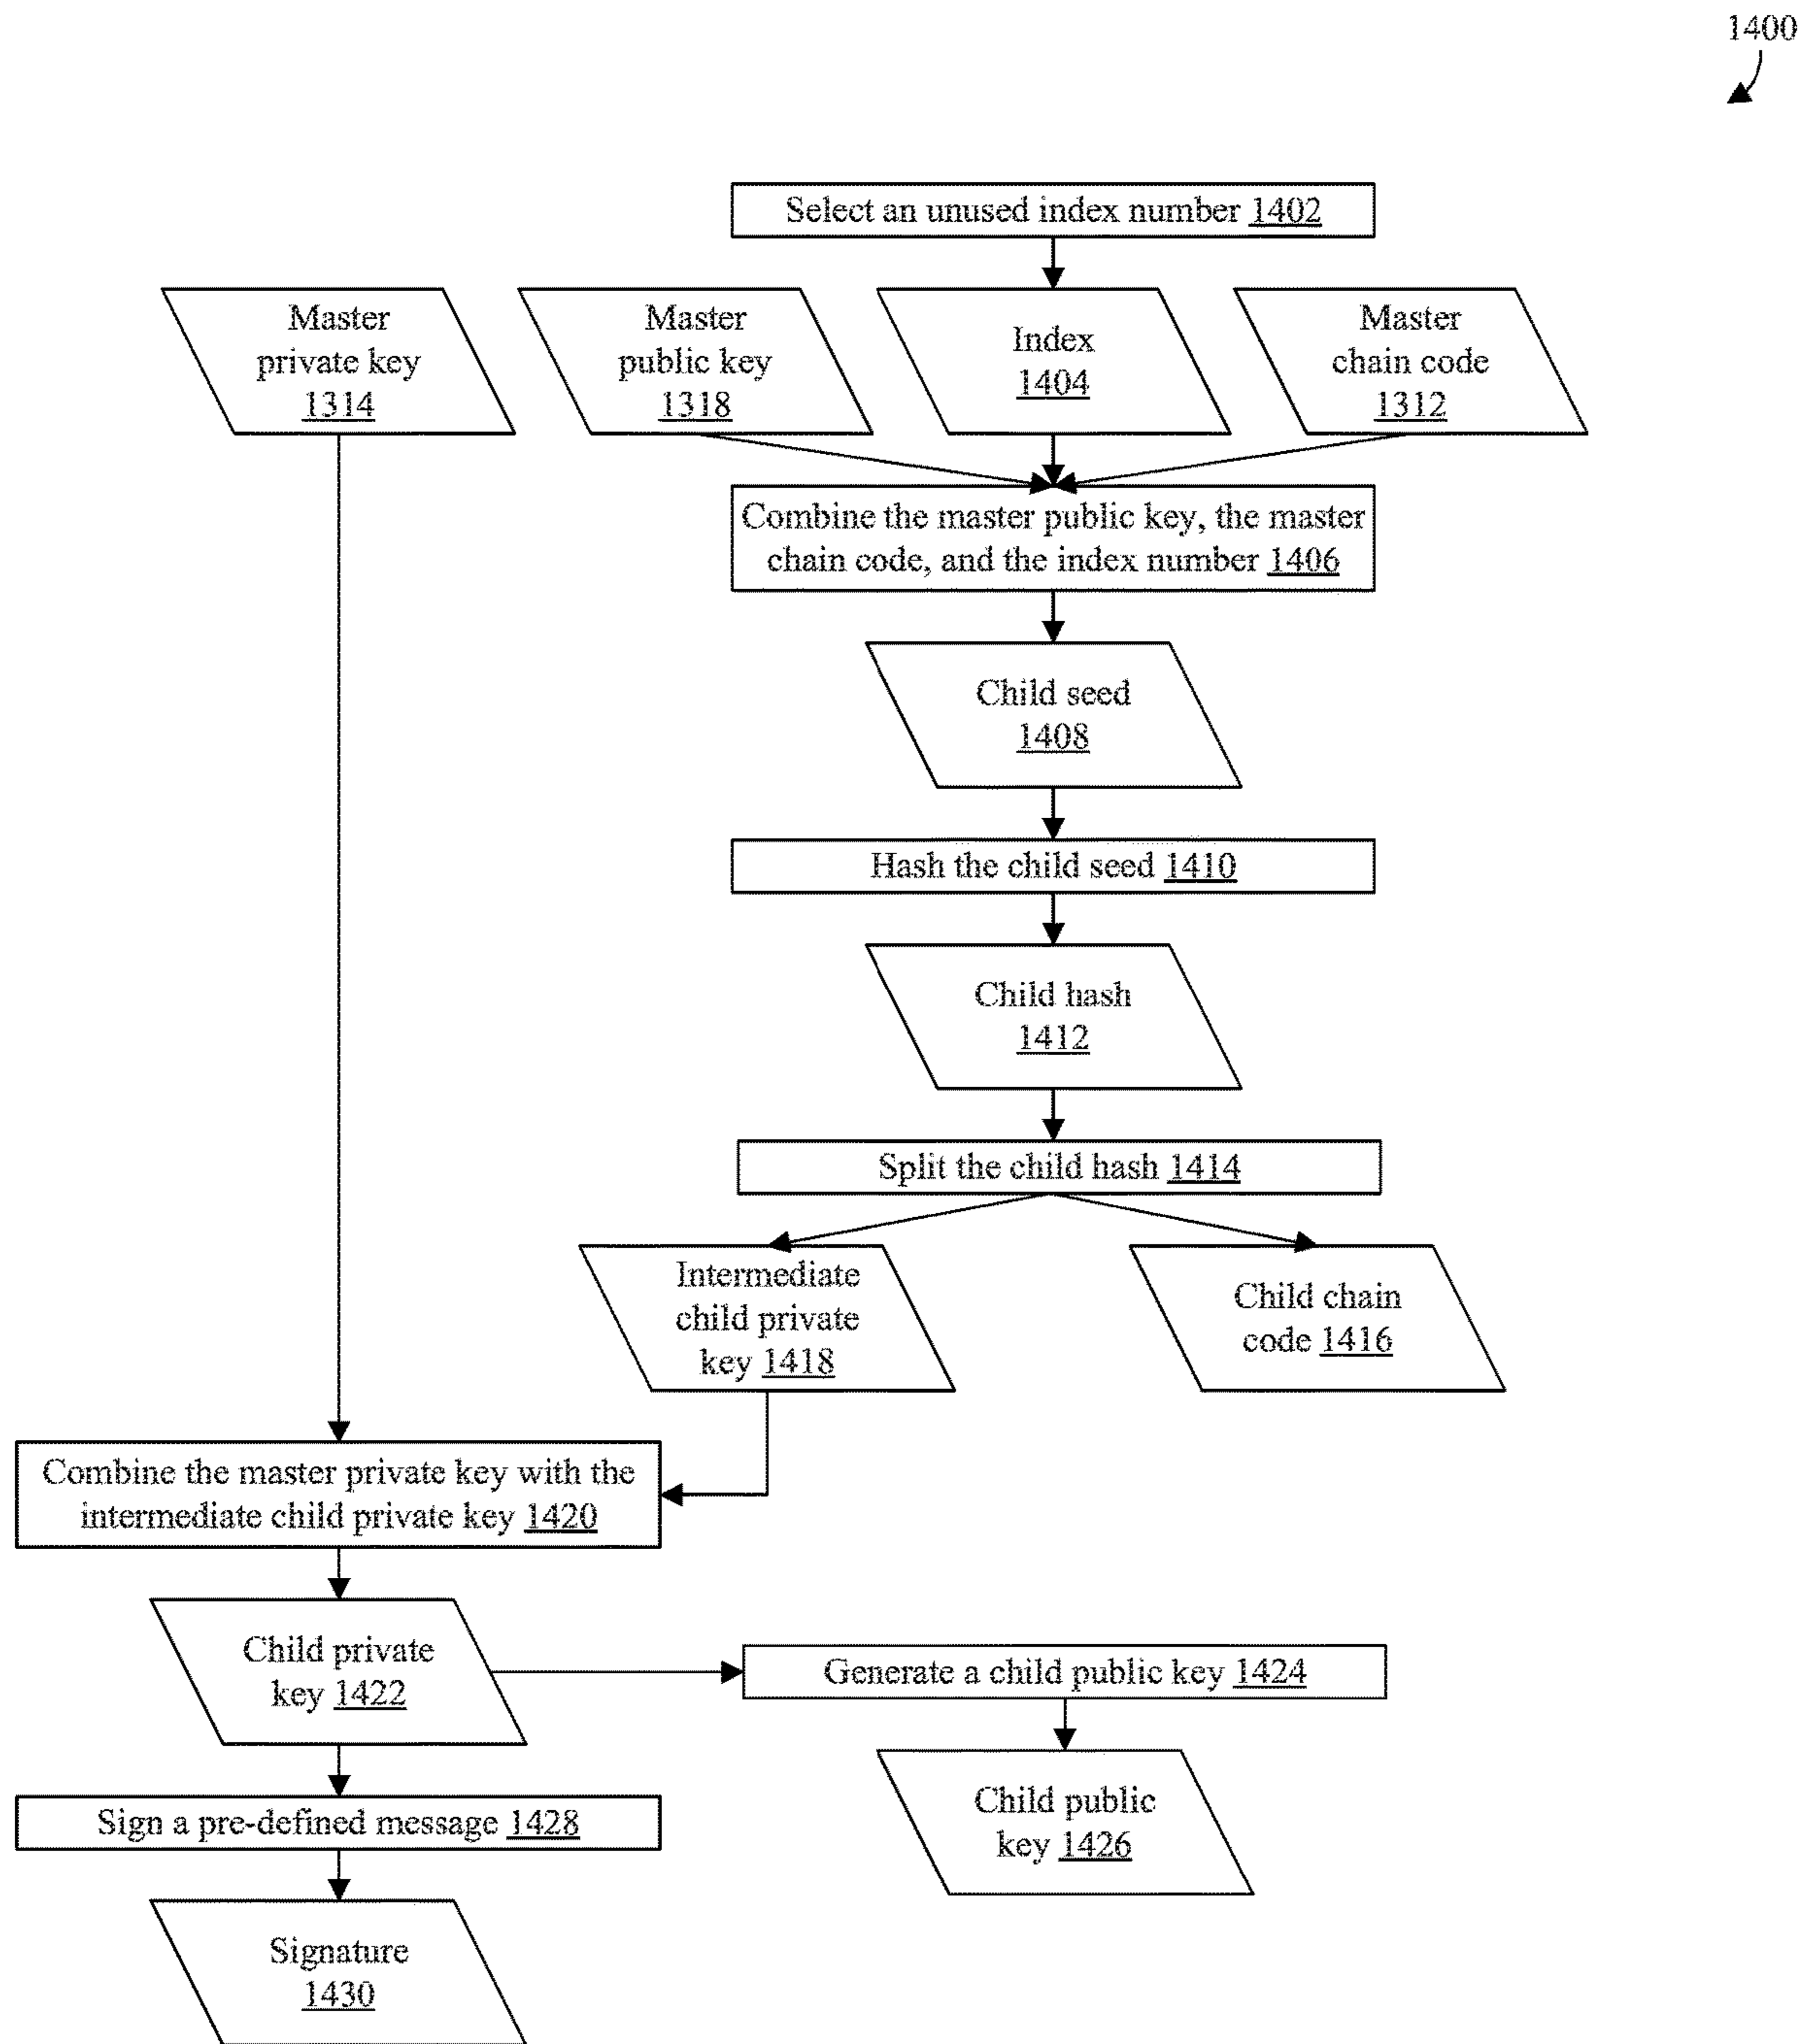 1400
Select an unused index number 1402
Master
private key
1314
Master
public key
1318
Index
1404
Master
chain code
1312
Combine the master public key, the master
chain code, and the index number 1406
Child seed
1408
Hash the child seed 1410
Child hash
1412
Split the child hash 1414
Intermediate
child private
key 1418
Child chain
code 1416
Combine the master private key with the
intermediate child private key 1420
Child private
key 1422
Generate a child public key 1424
Child public
key 1426
Sign a pre-defined message 1428
Signature
1430